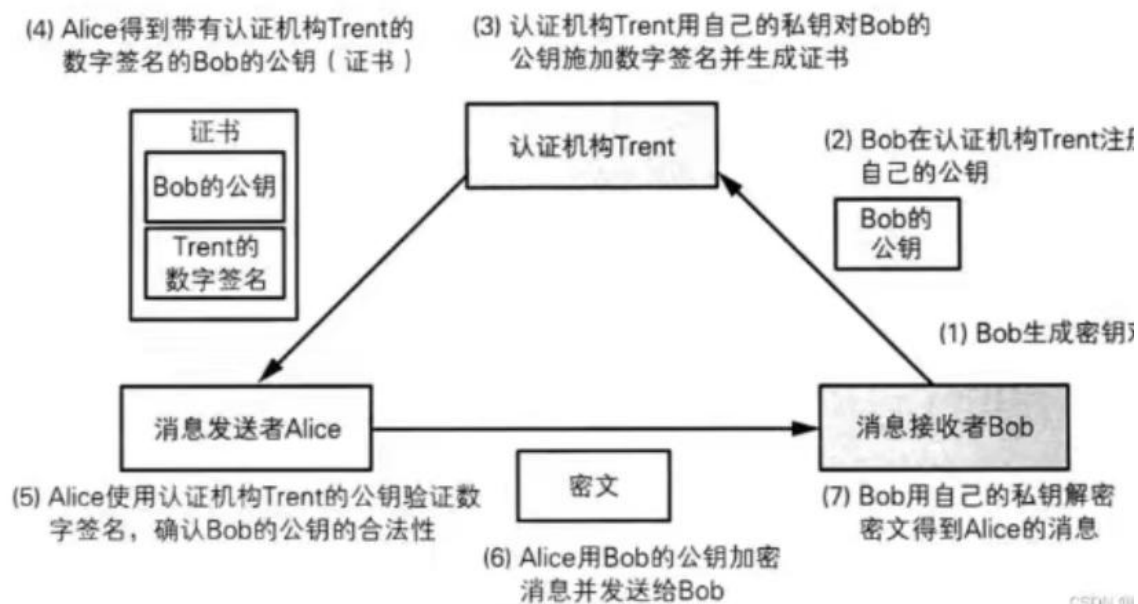 (4) Alice得到带有认证机构Trent的
数字签名的Bob的公钥（证书）
(3) 认证机构Trent用自己的私钥对Bob的
公钥施加数字签名并生成证书
证书
Bob的公钥
Trent的
数字签名
认证机构Trent
(2) Bob在认证机构Trent注册
自己的公钥
Bob的
公钥
(1) Bob生成密钥对
消息发送者Alice
消息接收者Bob
(5) Alice使用认证机构Trent的公钥验证数
字签名，确认Bob的公钥的合法性
密文
(6) Alice用Bob的公钥加密
消息并发送给Bob
(7) Bob用自己的私钥解密
密文得到Alice的消息
CSDN